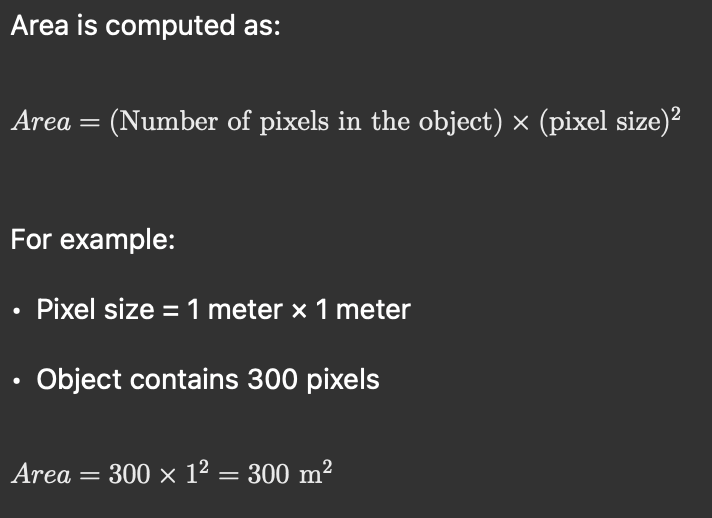 Area is computed as:
Area = (Number of pixels in the object) × (pixel size)²
For example:
• Pixel size = 1 meter × 1 meter
• Object contains 300 pixels
Area = 300 × 1² = 300 m²